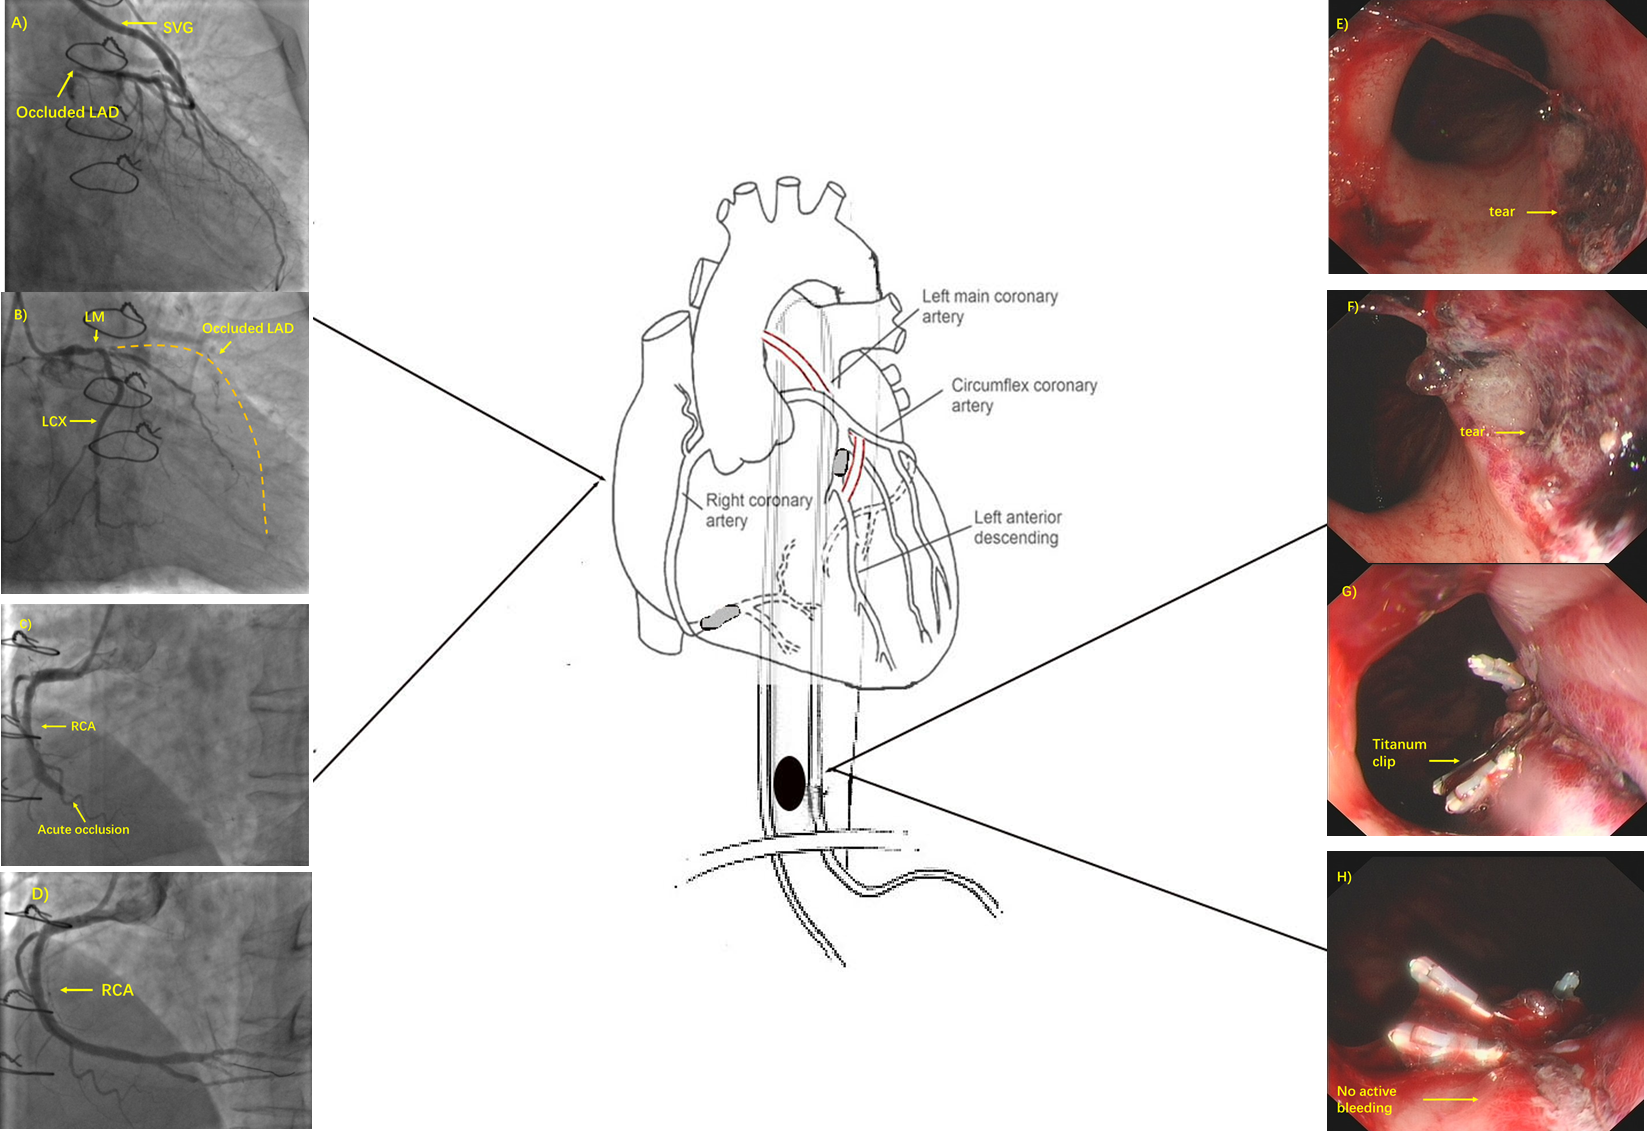 A)
SVG
Occluded LAD
B)
LM
Occluded LAD
LCX
C)
RCA
Acute occlusion
D)
RCA
Left main coronary
artery
Circumflex coronary
artery
Right coronary
artery
Left anterior
descending
E)
tear
F)
tear
G)
Titanum
clip
H)
No active
bleeding